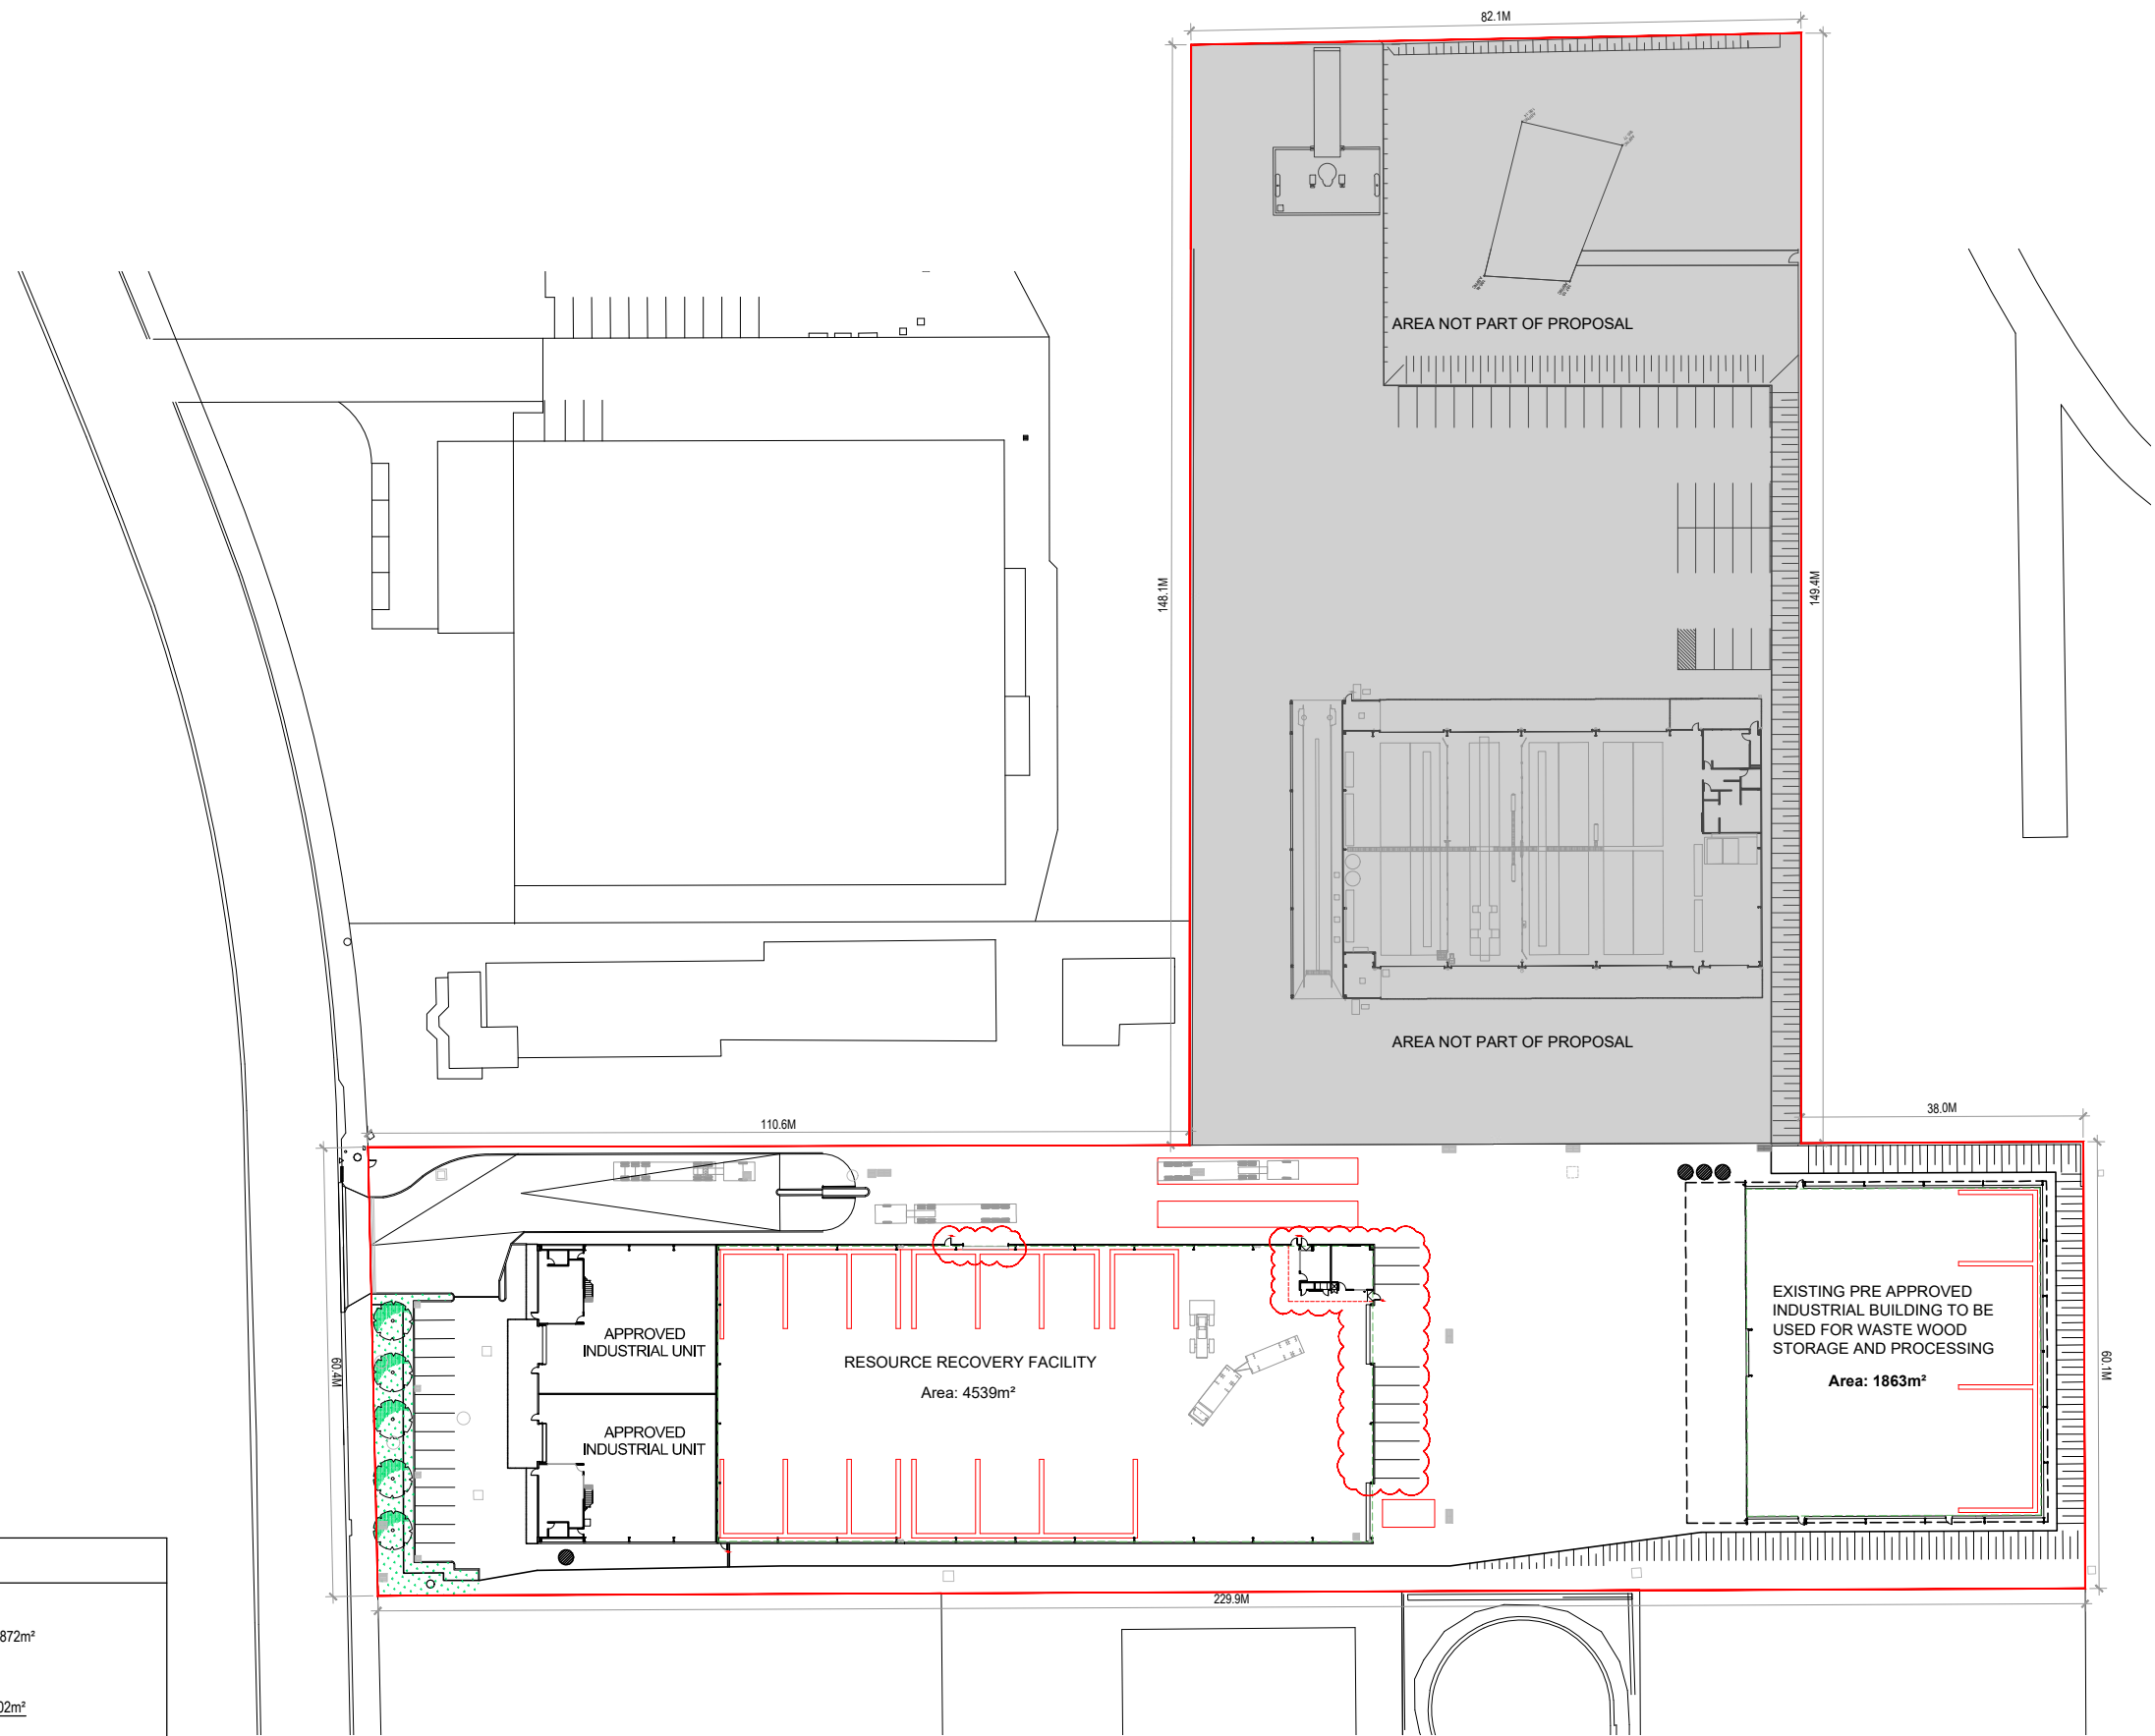 82.1M
AREA NOT PART OF PROPOSAL
148.1M
149.4M
AREA NOT PART OF PROPOSAL
110.6M
38.0M
EXISTING PRE APPROVED
INDUSTRIAL BUILDING TO BE
USED FOR WASTE WOOD
STORAGE AND PROCESSING
Area: 1863m²
APPROVED
INDUSTRIAL UNIT
RESOURCE RECOVERY FACILITY
Area: 4539m²
60.4M
60.1M
APPROVED
INDUSTRIAL UNIT
229.9M
872m²
02m²